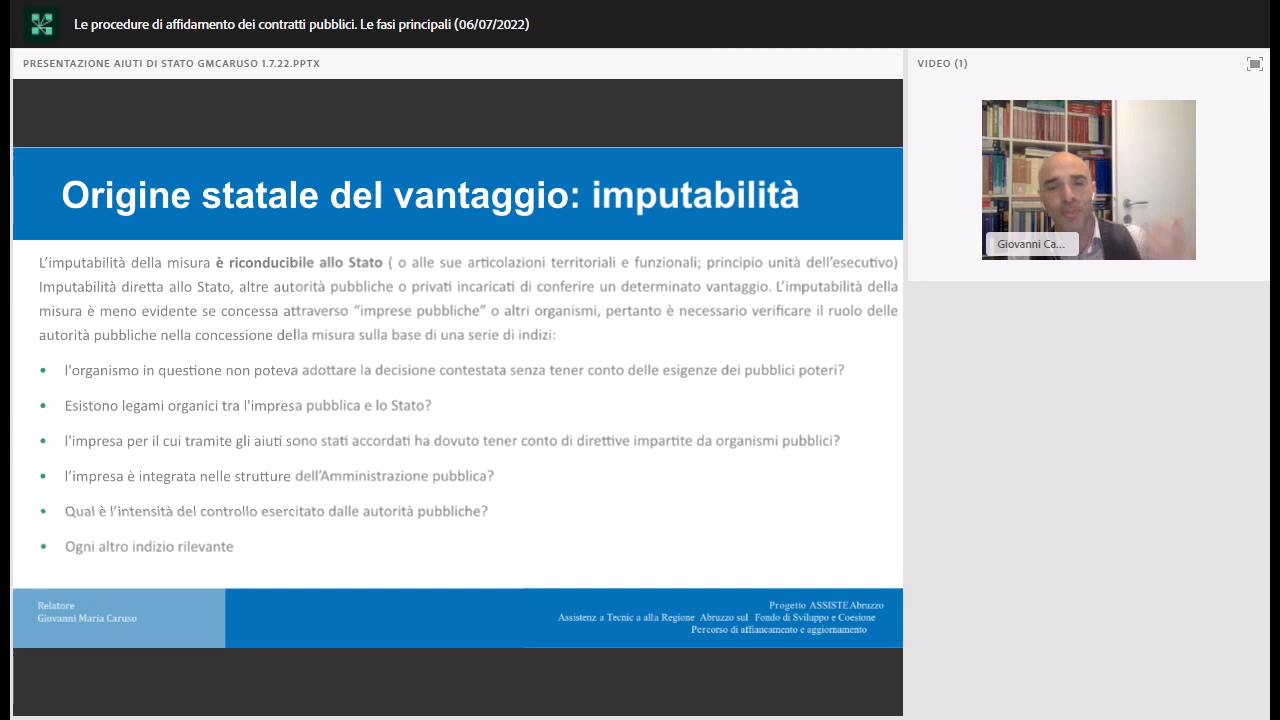 Le procedure di affidamento dei contratti pubblici. Le fasi principali (06/07/2022)
PRESENTAZIONE AIUTI DI STATO GMCARUSO 1.7.22.PPTX
VIDEO (1)
Origine statale del vantaggio: imputabilità
L'imputabilità della misura è riconducibile allo Stato ( o alle sue articolazioni territoriali e funzionali; principio unità dell'esecutivo)
Imputabilità diretta allo Stato, altre autorità pubbliche o privati incaricati di conferire un determinato vantaggio. L'imputabilità della
misura è meno evidente se concessa attraverso "imprese pubbliche" o altri organismi, pertanto è necessario verificare il ruolo delle
autorità pubbliche nella concessione della misura sulla base di una serie di indizi:
• l'organismo in questione non poteva adottare la decisione contestata senza tener conto delle esigenze dei pubblici poteri?
• Esistono legami organici tra l'impresa pubblica e lo Stato?
• l'impresa per il cui tramite gli aiuti sono stati accordati ha dovuto tener conto di direttive impartite da organismi pubblici?
• l'impresa è integrata nelle strutture dell'Amministrazione pubblica?
• Qual è l'intensità del controllo esercitato dalle autorità pubbliche?
• Ogni altro indizio rilevante
Relatore
Giovanni Maria Caruso
Progetto ASSISTEAbruzzo
Assistenz a Tecnic a alla Regione Abruzzo sul Fondo di Sviluppo e Coesione
Percorso di affiancamento e aggiornamento
Giovanni Ca...